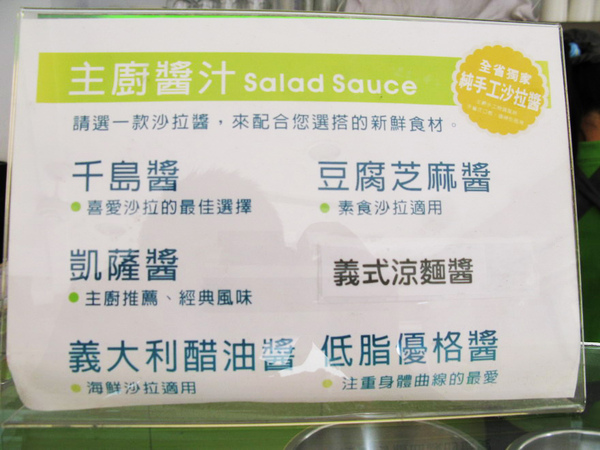 主廚醬汁 Salad Sauce
全省獨家
純手工沙拉醬
請選一款沙拉醬，來配合您選搭的新鮮食材。
千島醬
喜愛沙拉的最佳選擇
豆腐芝麻醬
素食沙拉適用
凱薩醬
主廚推薦、經典風味
義式涼麵醬
義大利醋油醬
海鮮沙拉適用
低脂優格醬
注重身體曲線的最愛